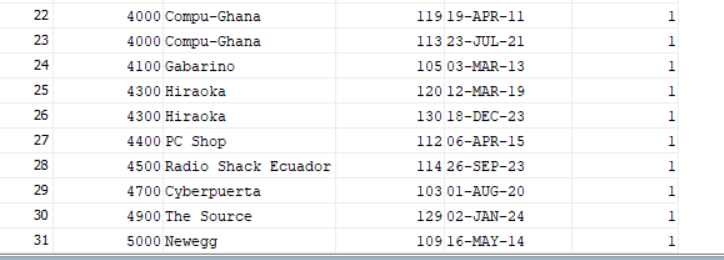 22 4000 Compu-Ghana 119 19-APR-11 1
23 4000 Compu-Ghana 113 23-JUL-21 1
24 4100 Gabarino 105 03-MAR-13 1
25 4300 Hiraoka 120 12-MAR-19 1
26 4300 Hiraoka 130 18-DEC-23 1
27 4400 PC Shop 112 06-APR-15 1
28 4500 Radio Shack Ecuador 114 26-SEP-23 1
29 4700 Cyberpuerta 103 01-AUG-20 1
30 4900 The Source 129 02-JAN-24 1
31 5000 Newegg 109 16-MAY-14 1